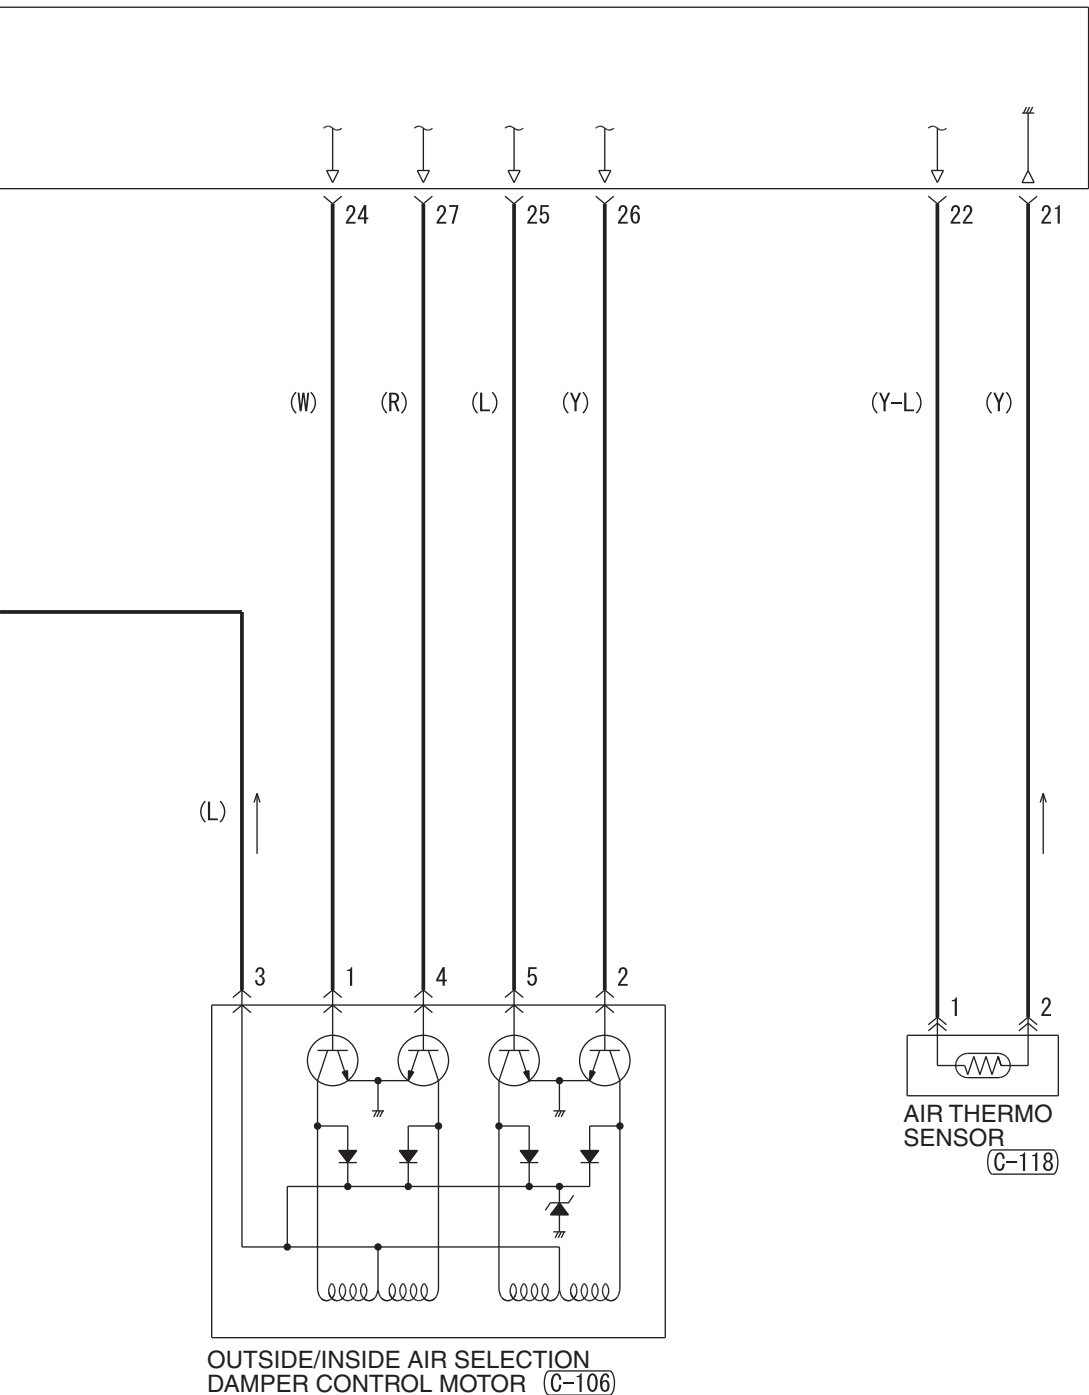 24 27 25 26 22 21
(W) (R) (L) (Y) (Y-L) (Y)
(L)
3 1 4 5 2
1 2
AIR THERMO
SENSOR
(C-118)
OUTSIDE/INSIDE AIR SELECTION
DAMPER CONTROL MOTOR (C-106)